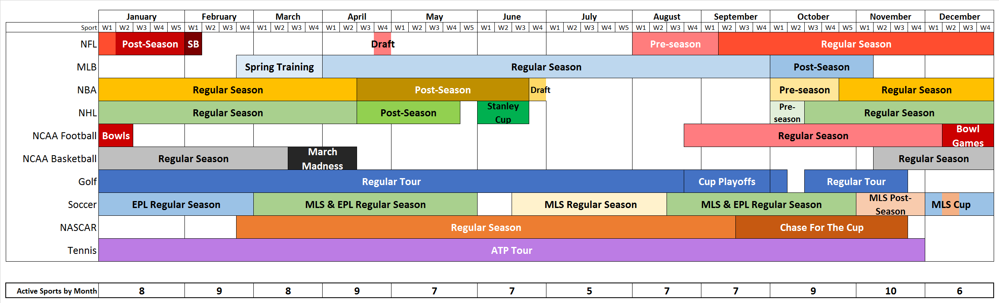 January February March April May June July August September October November December
Sport W1 W2 W3 W4 W5 W1 W2 W3 W4 W1 W2 W3 W4 W1 W2 W3 W4 W1 W2 W3 W4 W5 W1 W2 W3 W4 W1 W2 W3 W4 W5 W1 W2 W3 W4 W1 W2 W3 W4 W1 W2 W3 W4 W5 W1 W2 W3 W4 W1 W2 W3 W4
NFL Post-Season SB Draft Pre-season Regular Season
MLB Spring Training Regular Season Post-Season
NBA Regular Season Post-Season Draft Pre-season Regular Season
NHL Regular Season Post-Season Stanley Cup Pre-season Regular Season
NCAA Football Bowls Regular Season Bowl Games
NCAA Basketball Regular Season March Madness Regular Season
Golf Regular Tour Cup Playoffs Regular Tour
Soccer EPL Regular Season MLS & EPL Regular Season MLS Regular Season MLS & EPL Regular Season MLS Post-Season MLS Cup
NASCAR Regular Season Chase For The Cup
Tennis ATP Tour
Active Sports by Month 8 9 8 9 7 7 5 7 7 9 10 6